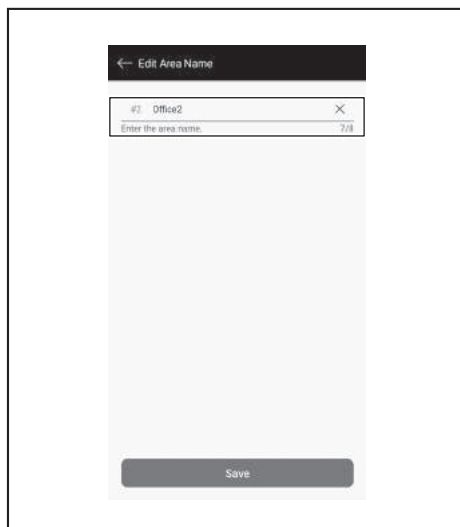 ← Edit Area Name
#2 Office2 ×
Enter the area name. 7/8
Save